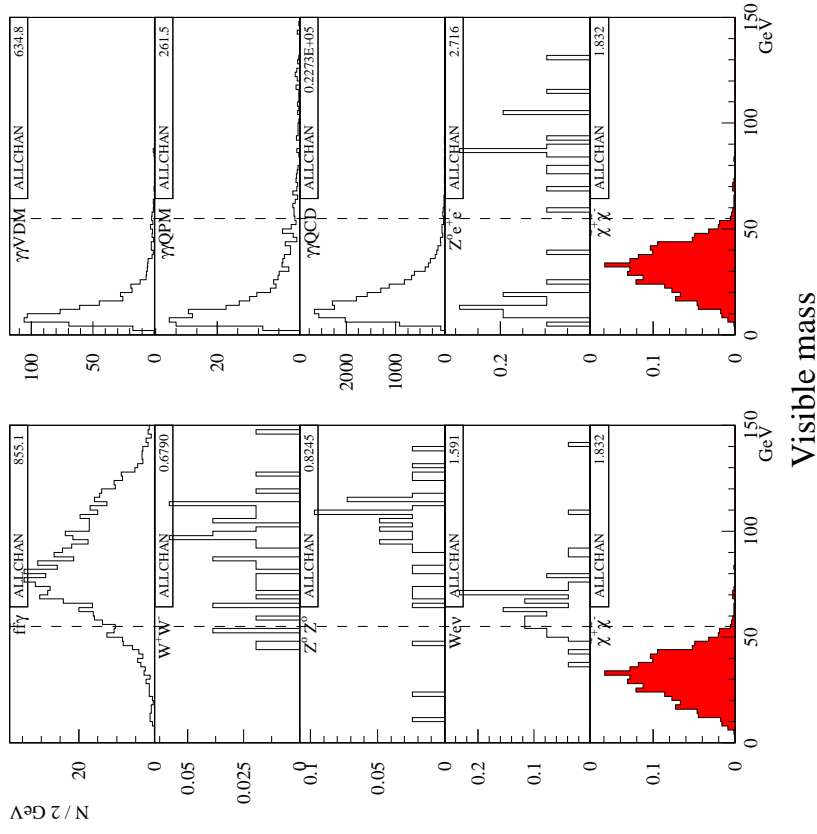 N / 2 GeV
ff̄γ
ALLCHAN 855.1
20
0
W⁺W⁻
ALLCHAN 0.6790
0.05
0.025
0
Z⁰ Z⁰
ALLCHAN 0.8245
0.1
0.05
0
Weν
ALLCHAN 1.591
0.2
0.1
0
χ̃⁺χ̃⁻
ALLCHAN 1.832
0.1
0
0 50 100 150
GeV
γγVDM
ALLCHAN 634.8
100
50
0
γγQPM
ALLCHAN 261.5
20
0
γγQCD
ALLCHAN 0.2273E+05
2000
1000
0
Z⁰e⁺e⁻
ALLCHAN 2.716
0.2
0
χ̃⁺χ̃⁻
ALLCHAN 1.832
0.1
0
0 50 100 150
GeV
Visible mass